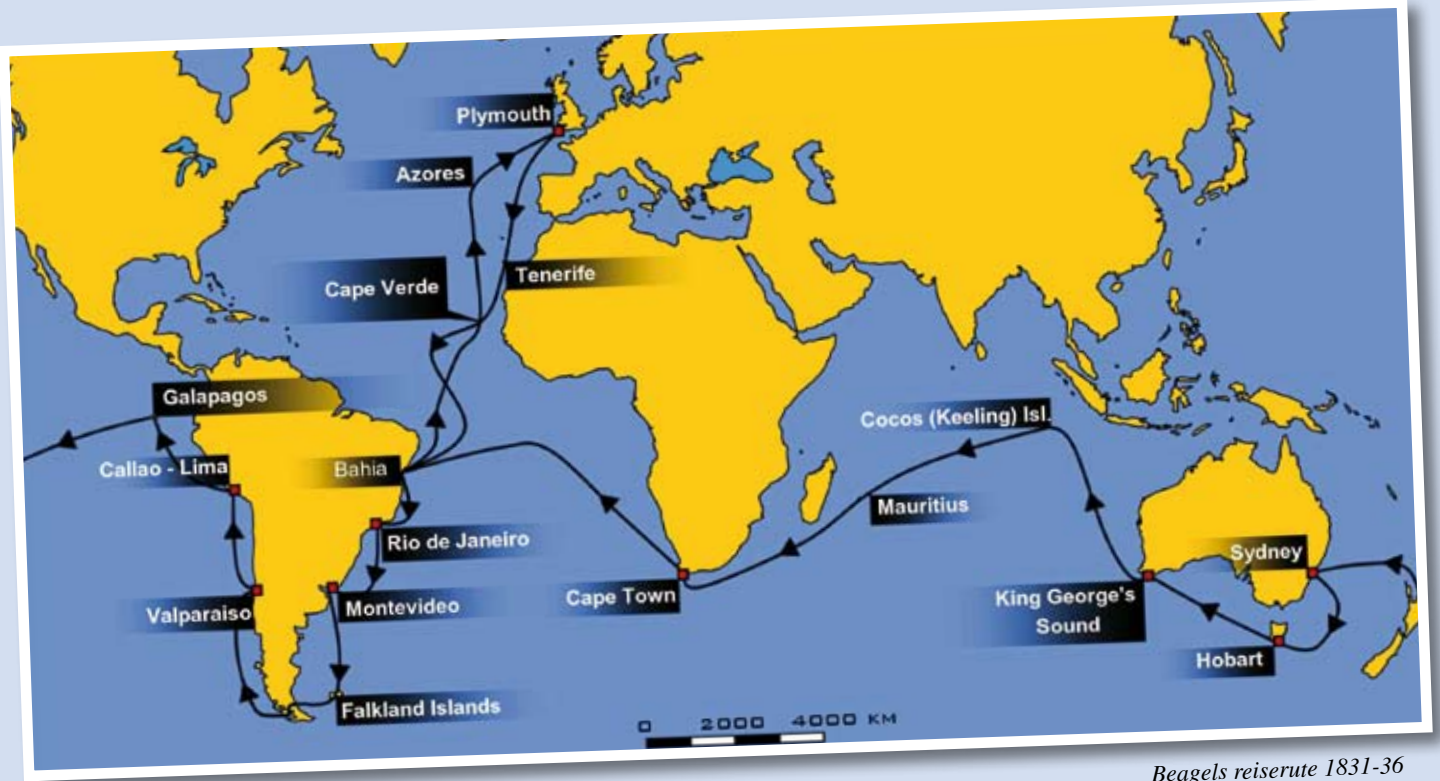 Plymouth
Azores
Cape Verde
Tenerife
Galapagos
Callao - Lima
Bahia
Cocos (Keeling) Isl.
Mauritius
Rio de Janeiro
Sydney
Valparaiso
Montevideo
Cape Town
King George's
Sound
Hobart
Falkland Islands
0 2000 4000 KM
Beagels reiserute 1831-36